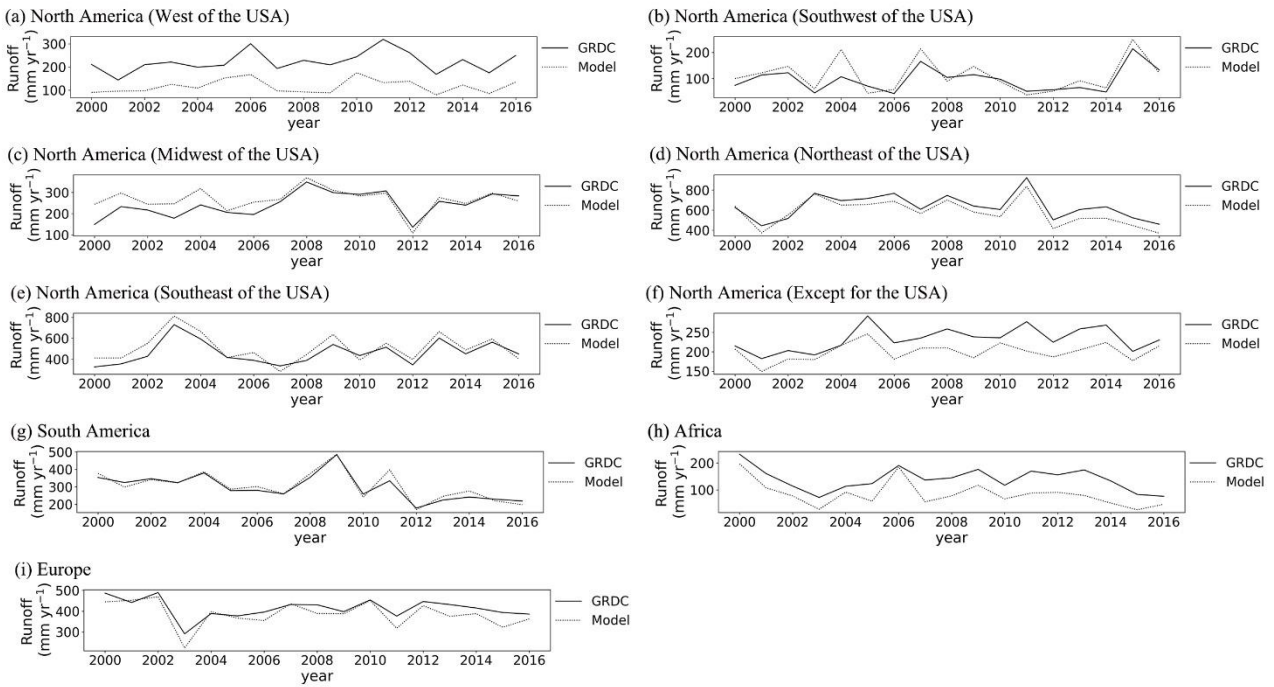 (a) North America (West of the USA)
Runoff
(mm yr⁻¹)
300
200
100
2000 2002 2004 2006 2008 2010 2012 2014 2016
year
GRDC
Model
(b) North America (Southwest of the USA)
Runoff
(mm yr⁻¹)
200
100
2000 2002 2004 2006 2008 2010 2012 2014 2016
year
GRDC
Model
(c) North America (Midwest of the USA)
Runoff
(mm yr⁻¹)
300
200
100
2000 2002 2004 2006 2008 2010 2012 2014 2016
year
GRDC
Model
(d) North America (Northeast of the USA)
Runoff
(mm yr⁻¹)
800
600
400
2000 2002 2004 2006 2008 2010 2012 2014 2016
year
GRDC
Model
(e) North America (Southeast of the USA)
Runoff
(mm yr⁻¹)
800
600
400
2000 2002 2004 2006 2008 2010 2012 2014 2016
year
GRDC
Model
(f) North America (Except for the USA)
Runoff
(mm yr⁻¹)
250
200
150
2000 2002 2004 2006 2008 2010 2012 2014 2016
year
GRDC
Model
(g) South America
Runoff
(mm yr⁻¹)
500
400
300
200
2000 2002 2004 2006 2008 2010 2012 2014 2016
year
GRDC
Model
(h) Africa
Runoff
(mm yr⁻¹)
200
100
2000 2002 2004 2006 2008 2010 2012 2014 2016
year
GRDC
Model
(i) Europe
Runoff
(mm yr⁻¹)
500
400
300
2000 2002 2004 2006 2008 2010 2012 2014 2016
year
GRDC
Model